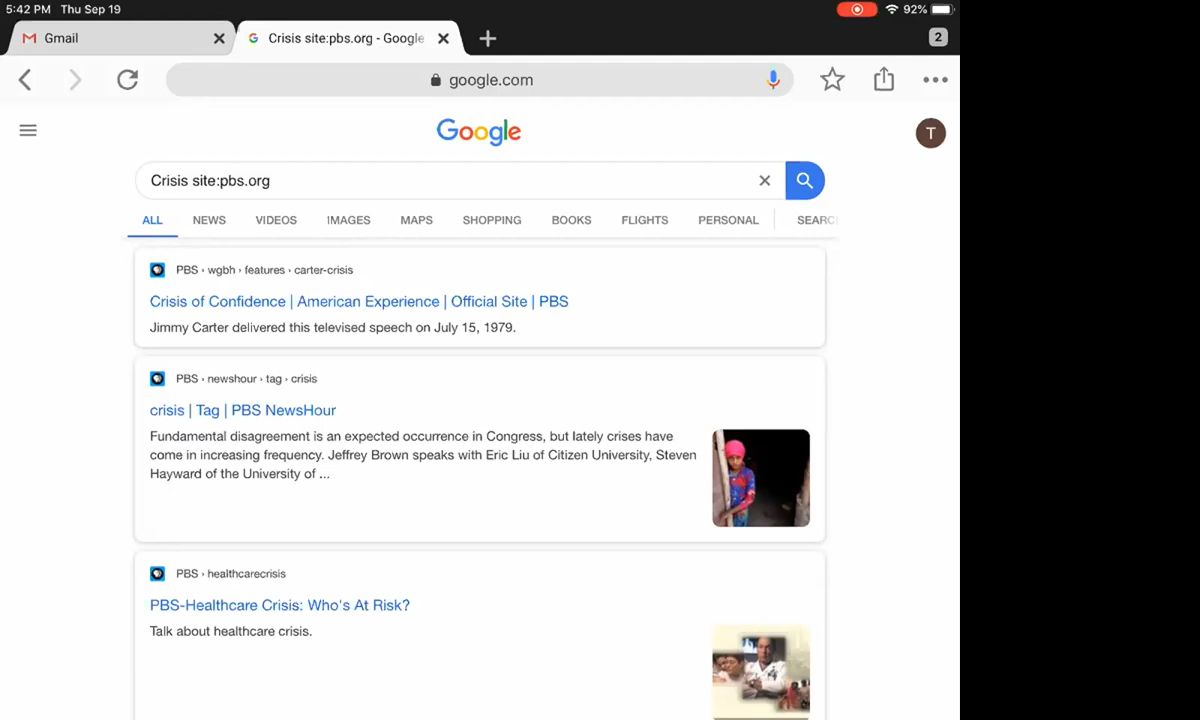 5:42 PM Thu Sep 19
92%
Gmail
Crisis site:pbs.org - Google
2
google.com
Google
T
Crisis site:pbs.org
ALL NEWS VIDEOS IMAGES MAPS SHOPPING BOOKS FLIGHTS PERSONAL SEARC
PBS › wgbh › features › carter-crisis
Crisis of Confidence | American Experience | Official Site | PBS
Jimmy Carter delivered this televised speech on July 15, 1979.
PBS › newshour › tag › crisis
crisis | Tag | PBS NewsHour
Fundamental disagreement is an expected occurrence in Congress, but lately crises have
come in increasing frequency. Jeffrey Brown speaks with Eric Liu of Citizen University, Steven
Hayward of the University of ...
PBS › healthcarecrisis
PBS-Healthcare Crisis: Who's At Risk?
Talk about healthcare crisis.